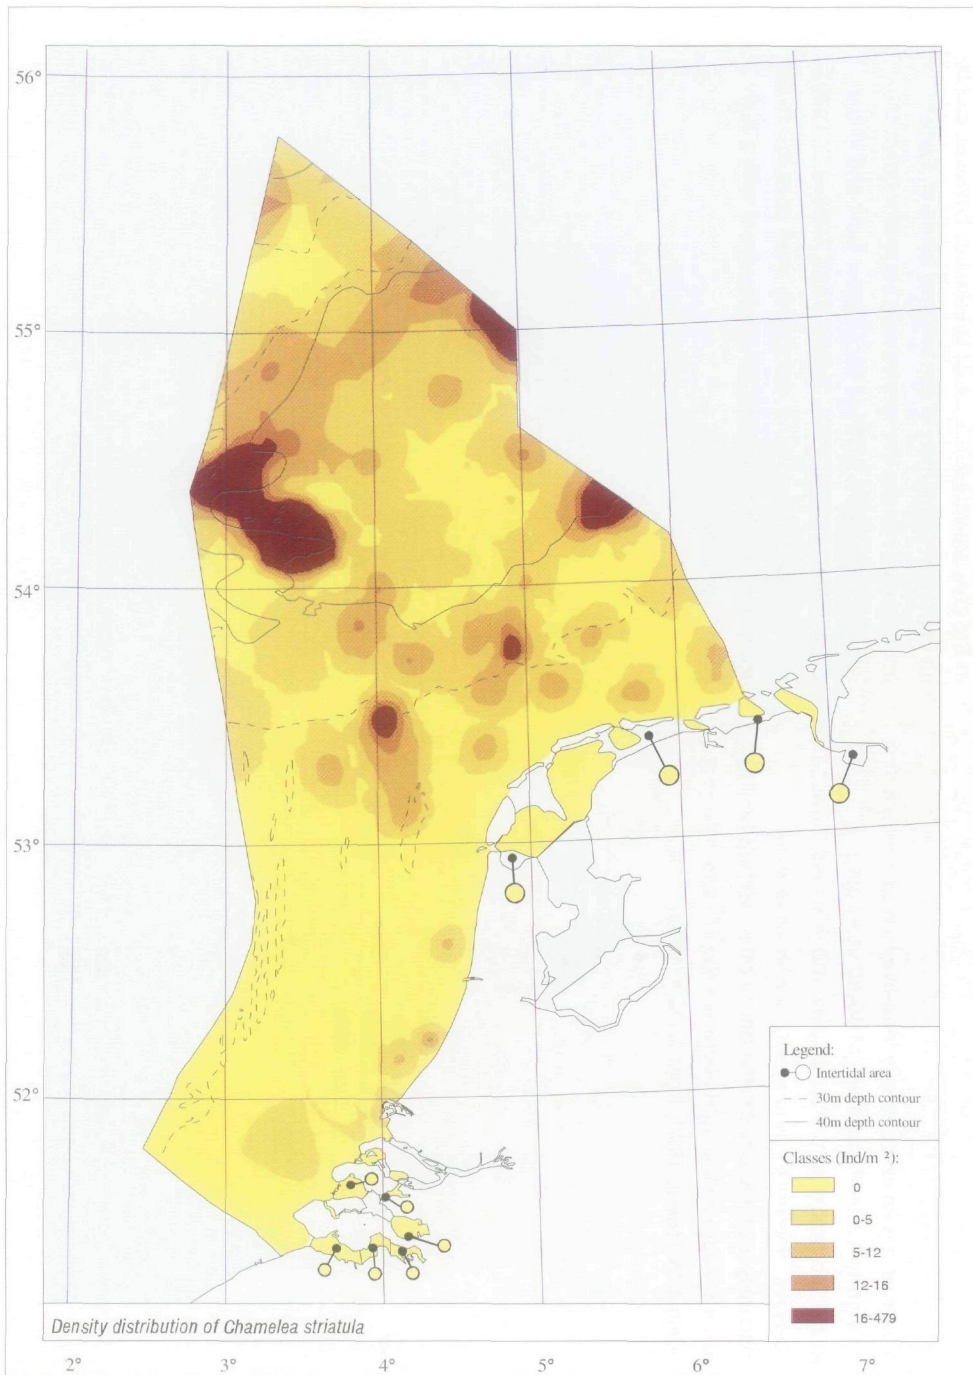 56°
55°
54°
53°
52°
Legend:
Intertidal area
30m depth contour
40m depth contour
Classes (Ind/m ²):
0
0-5
5-12
12-16
16-479
Density distribution of Chamelea striatula
2°
3°
4°
5°
6°
7°